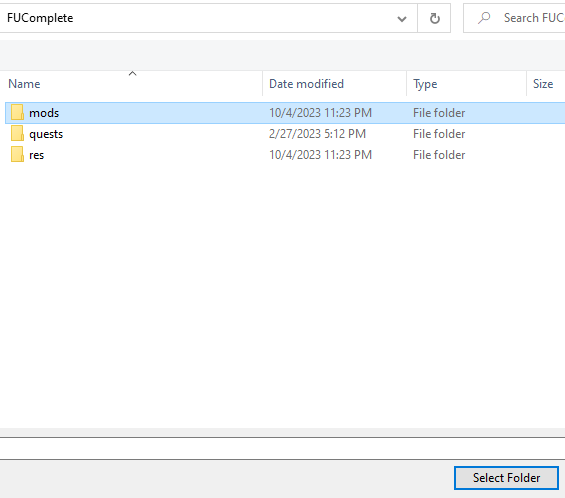 FUComplete Search FUC
Name Date modified Type Size
mods 10/4/2023 11:23 PM File folder
quests 2/27/2023 5:12 PM File folder
res 10/4/2023 11:23 PM File folder
Select Folder